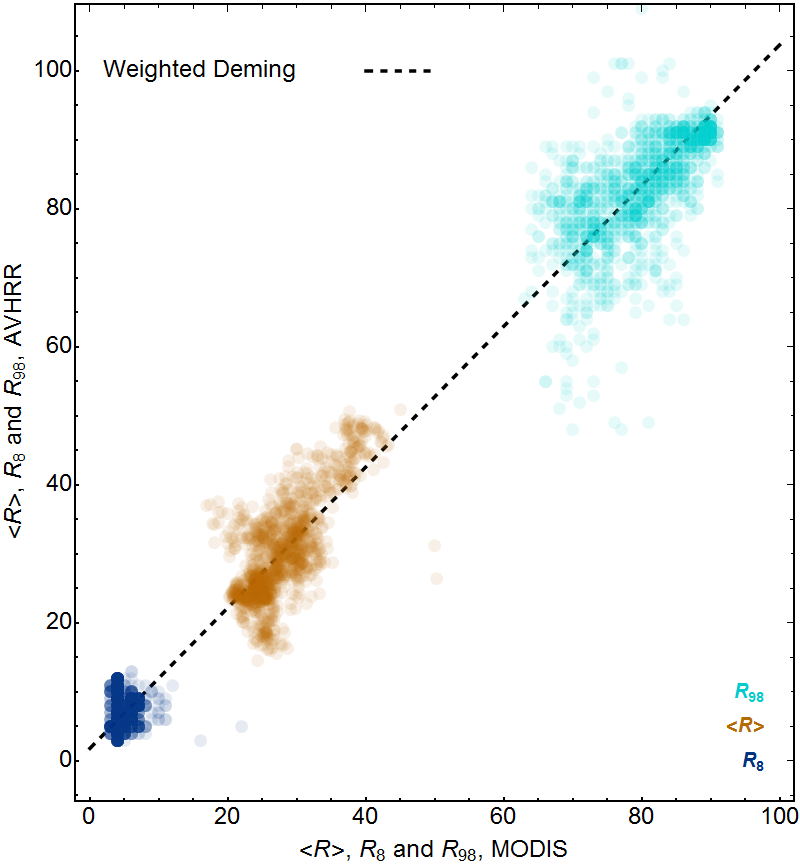 Weighted Deming
100
80
60
40
20
0
<R>, R8 and R98, AVHRR
R98
<R>
R8
0 20 40 60 80 100
<R>, R8 and R98, MODIS